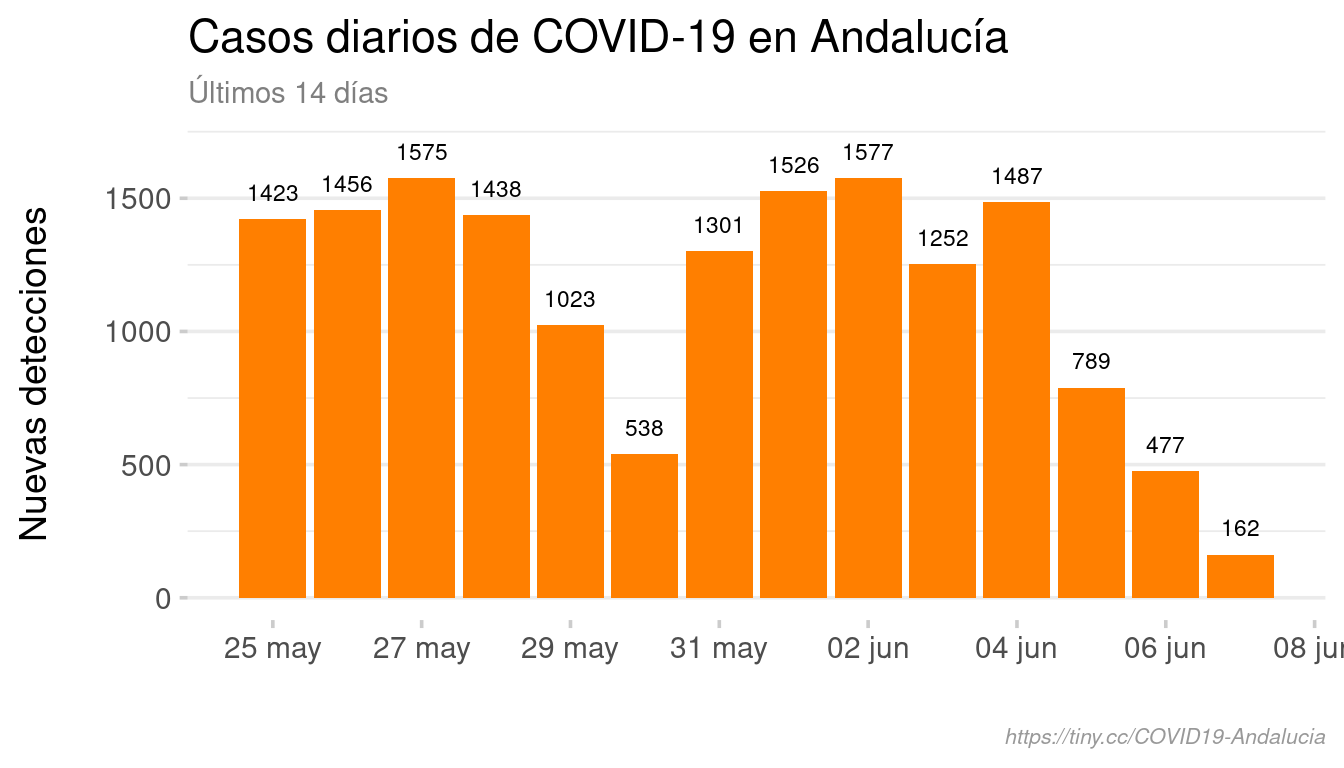 Casos diarios de COVID-19 en Andalucía
Últimos 14 días
Nuevas detecciones
1500
1000
500
0
1423
1456
1575
1438
1023
538
1301
1526
1577
1252
1487
789
477
162
25 may
27 may
29 may
31 may
02 jun
04 jun
06 jun
08 jun
https://tiny.cc/COVID19-Andalucia